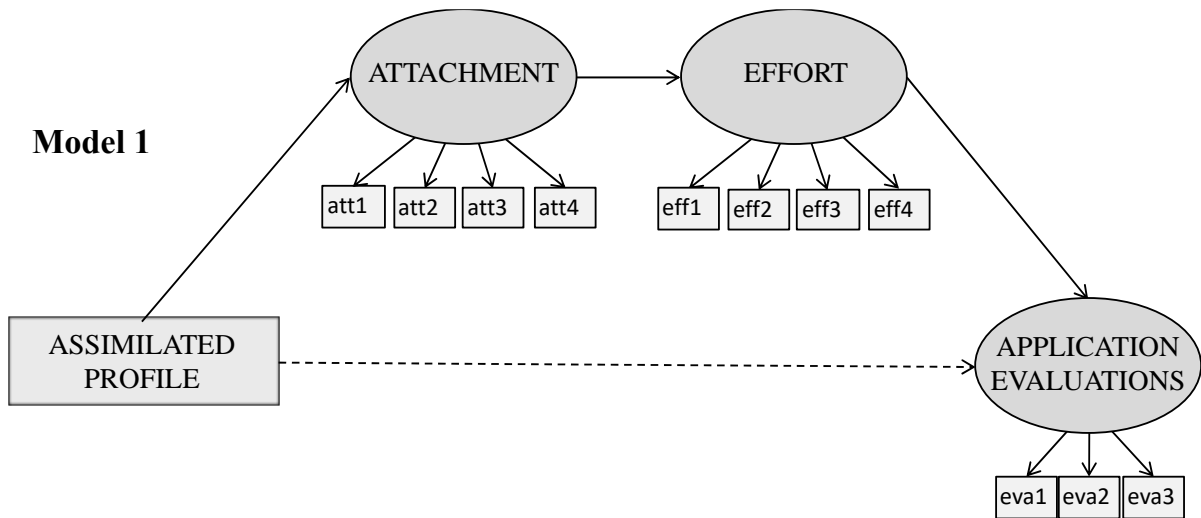 ATTACHMENT
EFFORT
Model 1
att1
att2
att3
att4
eff1
eff2
eff3
eff4
ASSIMILATED
PROFILE
APPLICATION
EVALUATIONS
eva1
eva2
eva3